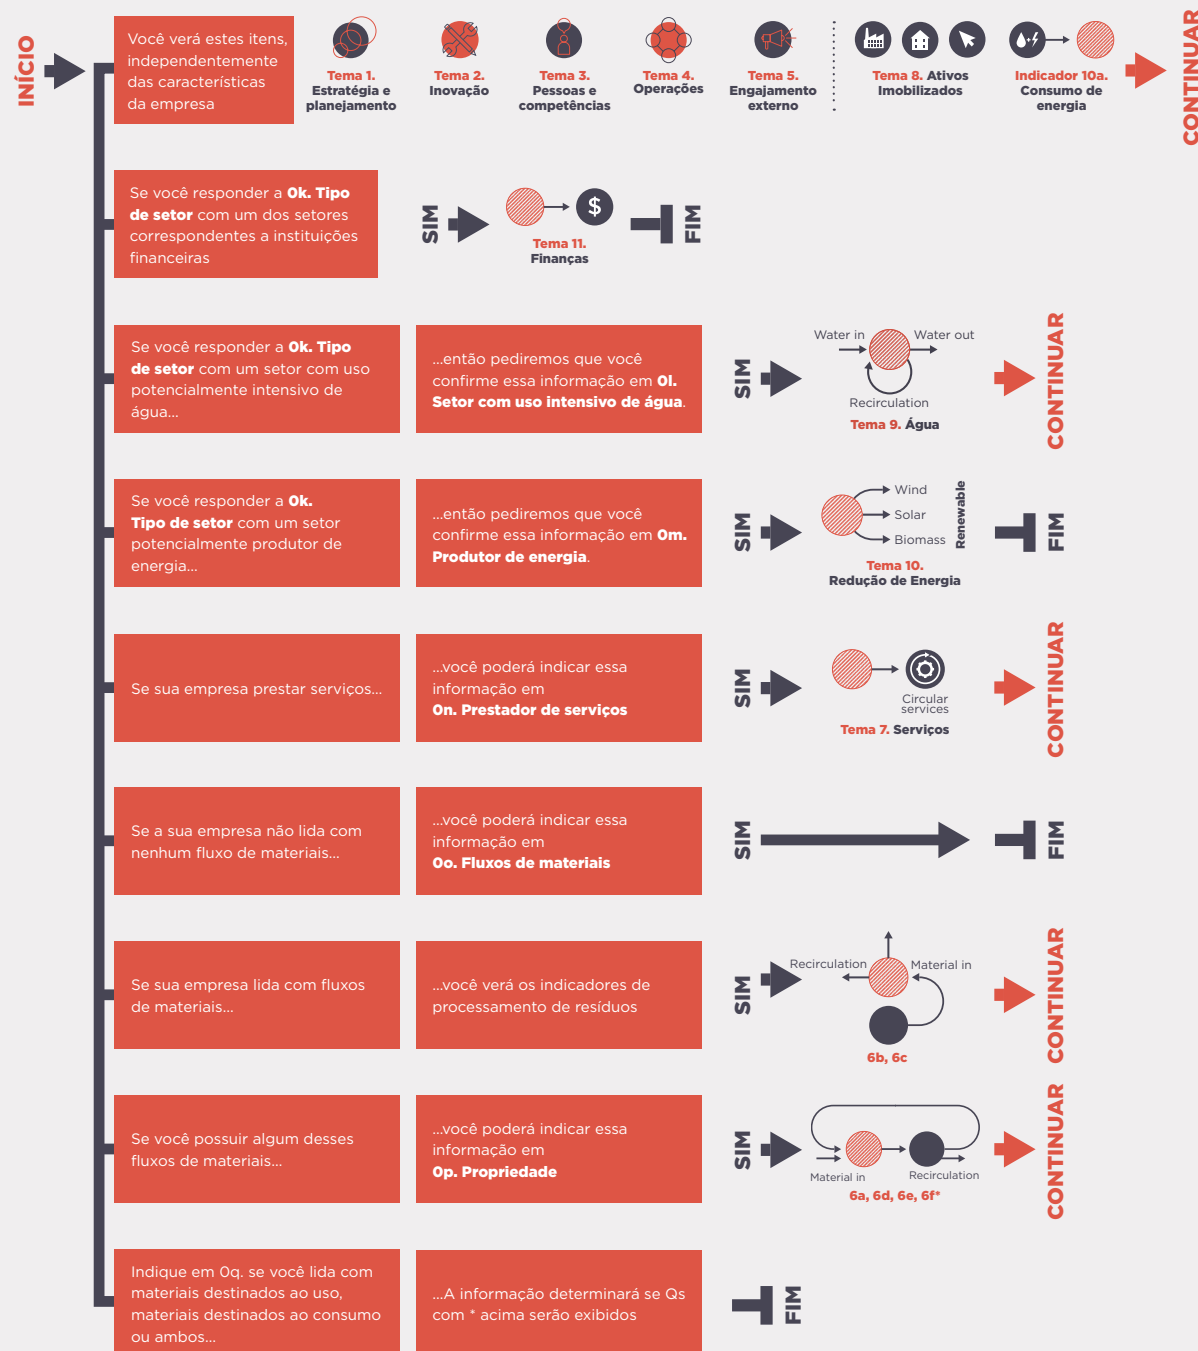 INÍCIO
Você verá estes itens,
independentemente
das características
da empresa
Tema 1.
Estratégia e
planejamento
Tema 2.
Inovação
Tema 3.
Pessoas e
competências
Tema 4.
Operações
Tema 5.
Engajamento
externo
Tema 8. Ativos
Imobilizados
Indicador 10a.
Consumo de
energia
CONTINUAR
Se você responder a 0k. Tipo
de setor com um dos setores
correspondentes a instituições
financeiras
SIM
$
Tema 11.
Finanças
FIM
Se você responder a 0k. Tipo
de setor com um setor com uso
potencialmente intensivo de
água...
...então pediremos que você
confirme essa informação em 0l.
Setor com uso intensivo de água.
SIM
Water in
Water out
Recirculation
Tema 9. Água
CONTINUAR
Se você responder a 0k.
Tipo de setor com um setor
potencialmente produtor de
energia...
...então pediremos que você
confirme essa informação em 0m.
Produtor de energia.
SIM
Wind
Solar
Biomass
Renewable
Tema 10.
Redução de Energia
FIM
Se sua empresa prestar serviços...
...você poderá indicar essa
informação em
0n. Prestador de serviços
SIM
Circular
services
Tema 7. Serviços
CONTINUAR
Se a sua empresa não lida com
nenhum fluxo de materiais...
...você poderá indicar essa
informação em
0o. Fluxos de materiais
SIM
FIM
Se sua empresa lida com fluxos
de materiais...
...você verá os indicadores de
processamento de resíduos
SIM
Recirculation
Material in
6b, 6c
CONTINUAR
Se você possuir algum desses
fluxos de materiais...
...você poderá indicar essa
informação em
0p. Propriedade
SIM
Material in
Recirculation
6a, 6d, 6e, 6f*
CONTINUAR
Indique em 0q. se você lida com
materiais destinados ao uso,
materiais destinados ao consumo
ou ambos...
...A informação determinará se Qs
com * acima serão exibidos
FIM